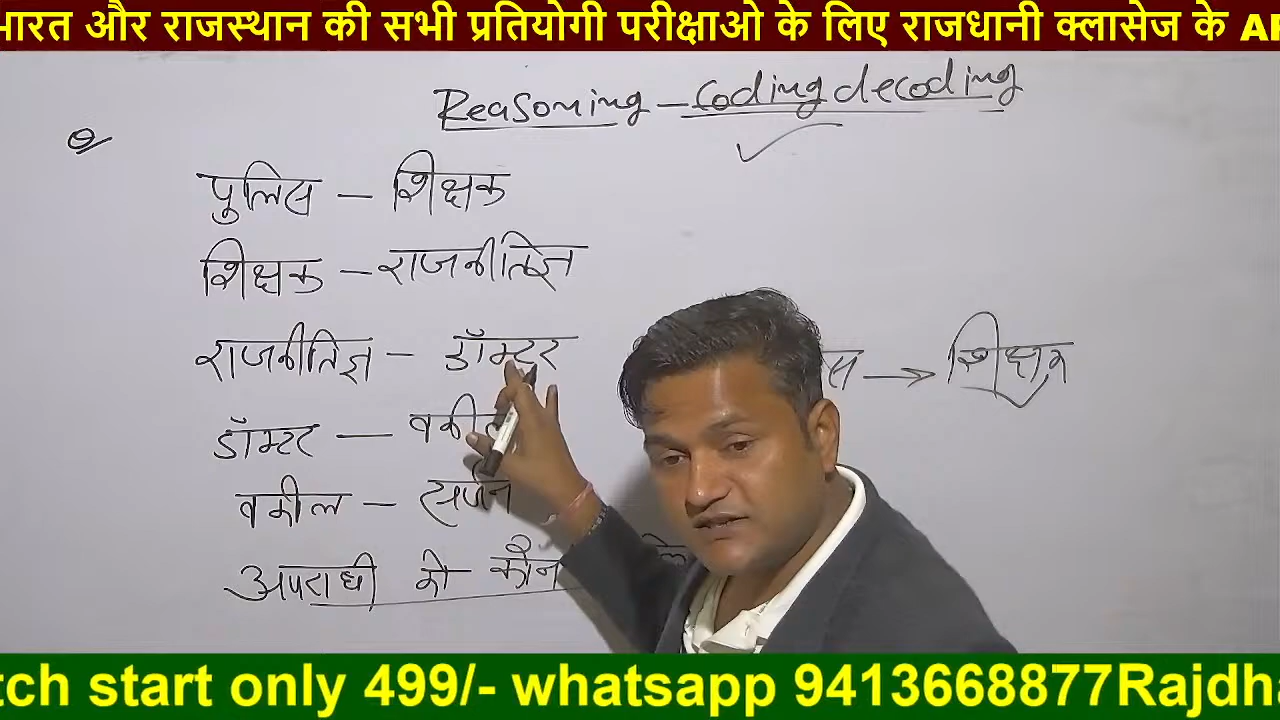 भारत और राजस्थान की सभी प्रतियोगी परीक्षाओ के लिए राजधानी क्लासेज के
Reasoning – Coding decoding
पुलिस – शिक्षक
शिक्षक – राजनीतिज्ञ
राजनीतिज्ञ – डॉक्टर
→ शिक्षक
डॉक्टर – वकील
वकील – सर्जन
अपराधी को कौन
tch start only 499/- whatsapp 9413668877Rajdh